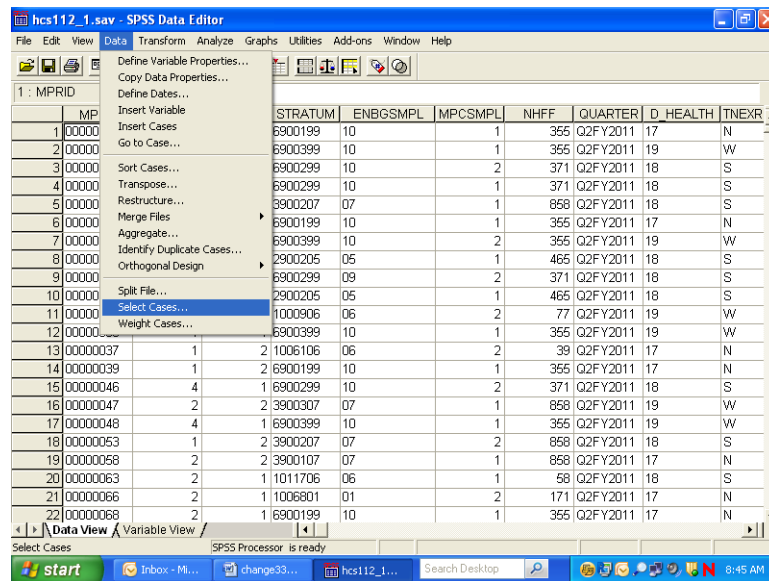 hcs112_1.sav - SPSS Data Editor
File Edit View Data Transform Analyze Graphs Utilities Add-ons Window Help
Define Variable Properties...
Copy Data Properties...
Define Dates...
Insert Variable
Insert Cases
Go to Case...
Sort Cases...
Transpose...
Restructure...
Merge Files
Aggregate...
Identify Duplicate Cases...
Orthogonal Design
Split File...
Select Cases...
Weight Cases...
1 : MPRID
MP STRATUM ENBGSMPL MPCSMPL NHFF QUARTER D_HEALTH TNEXR
1 00000 6900199 10 1 355 Q2FY2011 17 N
2 00000 6900399 10 1 355 Q2FY2011 19 W
3 00000 6900299 10 2 371 Q2FY2011 18 S
4 00000 6900299 10 1 371 Q2FY2011 18 S
5 00000 3900207 07 1 858 Q2FY2011 18 S
6 00000 6900199 10 1 355 Q2FY2011 17 N
7 00000 6900399 10 2 355 Q2FY2011 19 W
8 00000 2900205 05 1 465 Q2FY2011 18 S
9 00000 6900299 09 2 371 Q2FY2011 18 S
10 00000 2900205 05 1 465 Q2FY2011 18 S
11 00000 1000906 06 2 77 Q2FY2011 19 W
12 6900399 10 1 355 Q2FY2011 19 W
13 00000037 1 2 1006106 06 2 39 Q2FY2011 17 N
14 00000039 1 2 6900199 10 1 355 Q2FY2011 17 N
15 00000046 4 1 6900299 10 2 371 Q2FY2011 18 S
16 00000047 2 2 3900307 07 1 858 Q2FY2011 19 W
17 00000048 4 1 6900399 10 1 355 Q2FY2011 19 W
18 00000053 1 2 3900207 07 2 858 Q2FY2011 18 S
19 00000058 2 2 3900107 07 1 858 Q2FY2011 17 N
20 00000063 2 1 1011706 06 1 58 Q2FY2011 18 S
21 00000066 2 1 1006801 01 2 171 Q2FY2011 17 N
22 00000068 2 1 6900199 10 1 355 Q2FY2011 17 N
Data View Variable View
Select Cases SPSS Processor is ready
start Inbox - Mi... change33... hcs112_1... Search Desktop N 8:45 AM